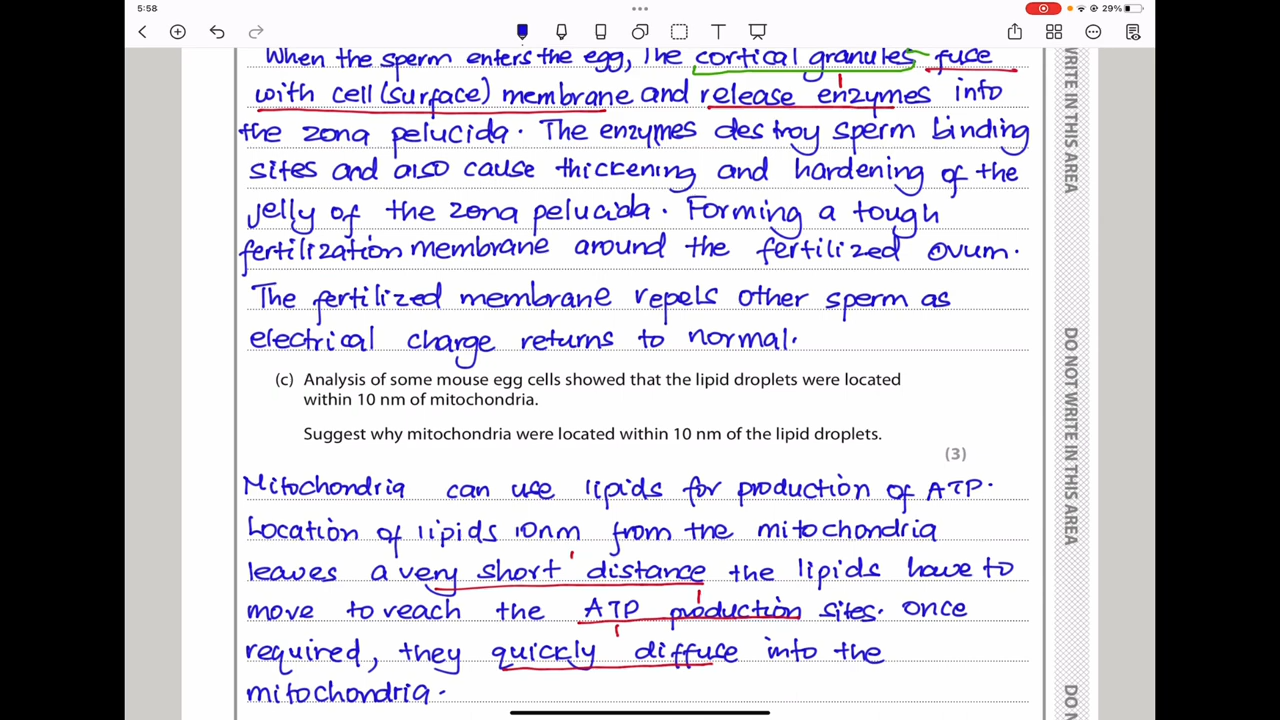 5:58
29%
When the sperm enters the egg, The cortical granules fuse
with cell (surface) membrane and release enzymes into
the zona pelucida. The enzymes destroy sperm binding
sites and also cause thickening and hardening of the
jelly of the zona pelucida. Forming a tough
fertilization membrane around the fertilized ovum.
The fertilized membrane repels other sperm as
electrical charge returns to normal.
(c) Analysis of some mouse egg cells showed that the lipid droplets were located
within 10 nm of mitochondria.
Suggest why mitochondria were located within 10 nm of the lipid droplets.
(3)
Mitochondria can use lipids for production of ATP.
Location of lipids 10nm from the mitochondria
leaves a very short distance the lipids have to
move to reach the ATP production sites. once
required, they quickly diffuse into the
mitochondria.
WRITE IN THIS AREA
DO NOT WRITE IN THIS AREA
DO N